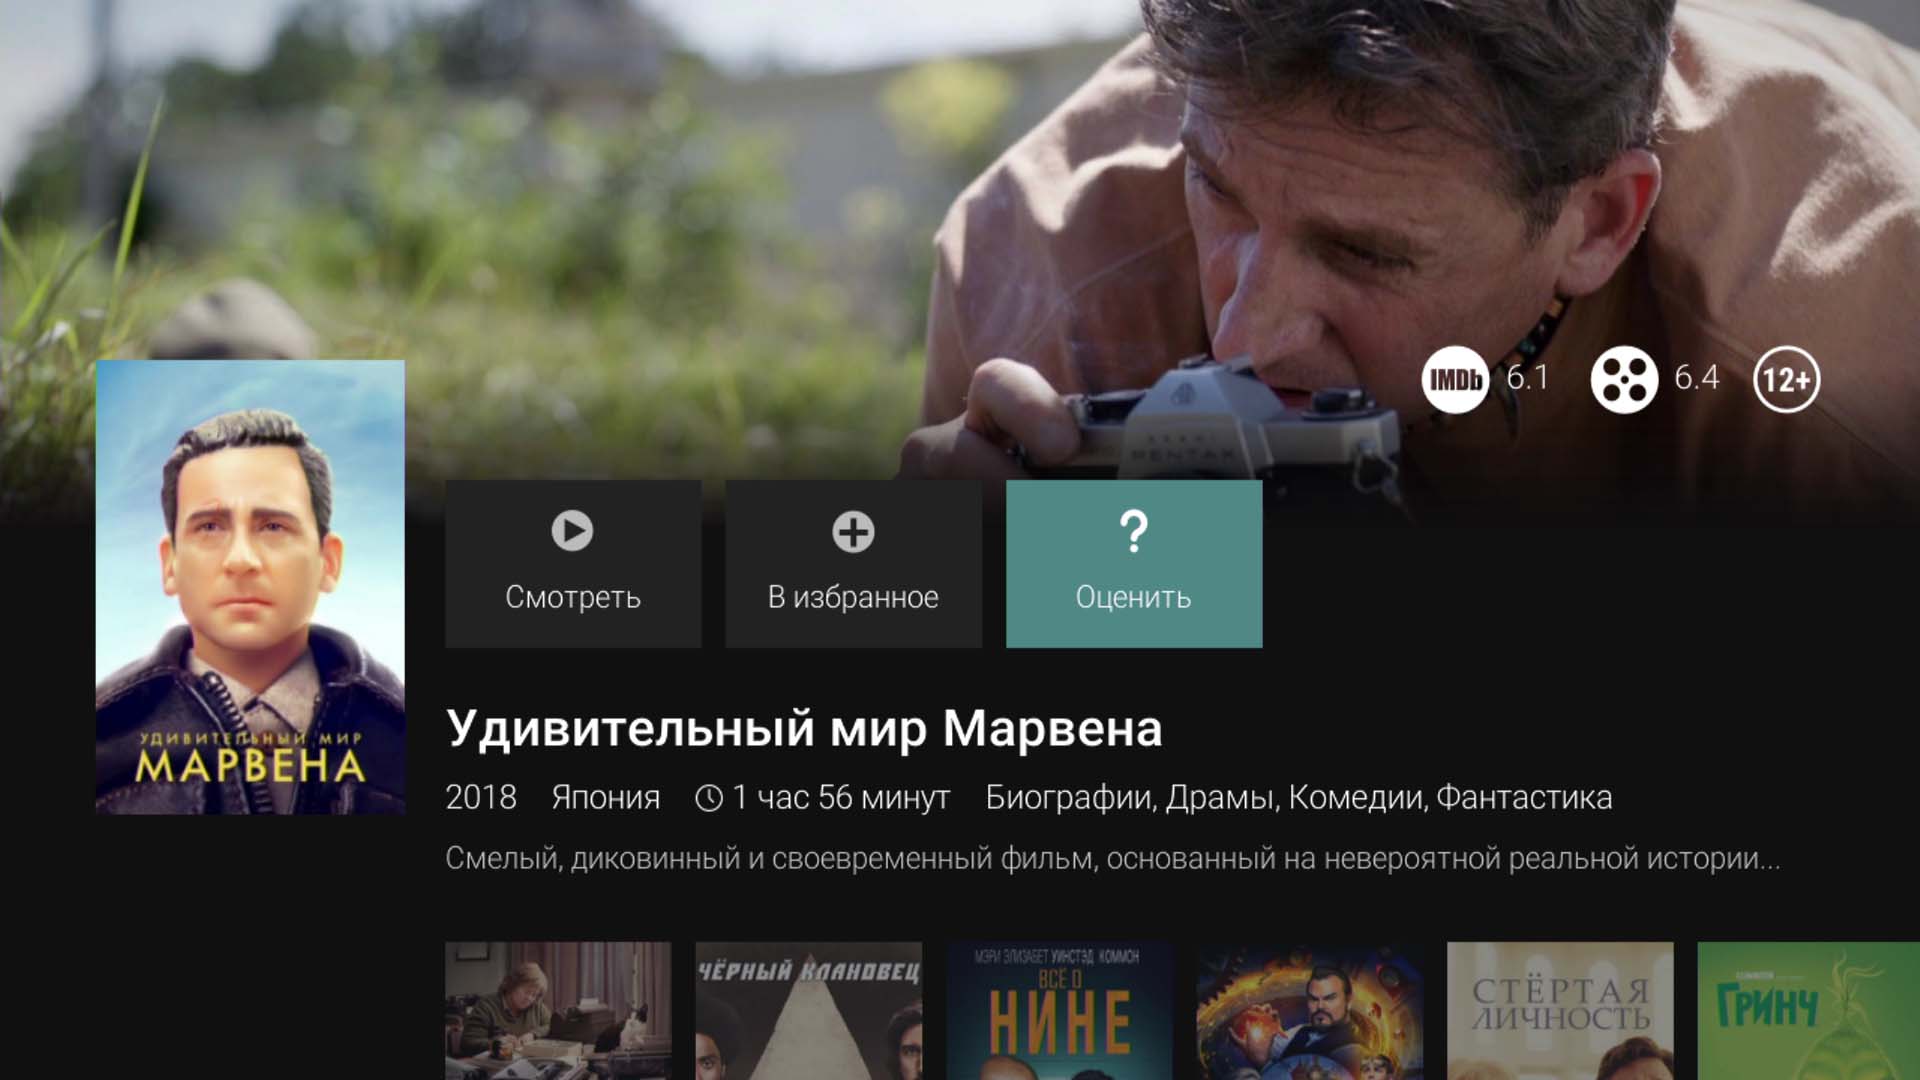 IMDb 6.1 6.4 12+
PENTAX
Смотреть
В избранное
Оценить
УДИВИТЕЛЬНЫЙ МИР
МАРВЕНА
Удивительный мир Марвена
2018 Япония 1 час 56 минут Биографии, Драмы, Комедии, Фантастика
Смелый, диковинный и своевременный фильм, основанный на невероятной реальной истории...
ЧЁРНЫЙ КЛАНОВЕЦ
МЭРИ ЭЛИЗАБЕТ УИНСТЭД КОММОН
ВСЁ О
НИНЕ
СТЁРТАЯ
ЛИЧНОСТЬ
ГРИНЧ